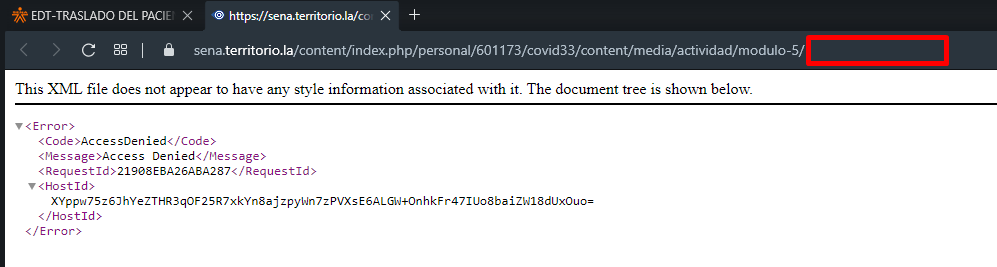 EDT-TRASLADO DEL PACIEN
https://sena.territorio.la/con
sena.territorio.la/content/index.php/personal/601173/covid33/content/media/actividad/modulo-5/
This XML file does not appear to have any style information associated with it. The document tree is shown below.
<Error>
<Code>AccessDenied</Code>
<Message>Access Denied</Message>
<RequestId>21908EBA26ABA287</RequestId>
<HostId>
XYppw75z6JhYeZTHR3qOF25R7xkYn8ajzpyWn7zPVXsE6ALGW+OnhkFr47IUo8baiZW18dUxOuo=
</HostId>
</Error>